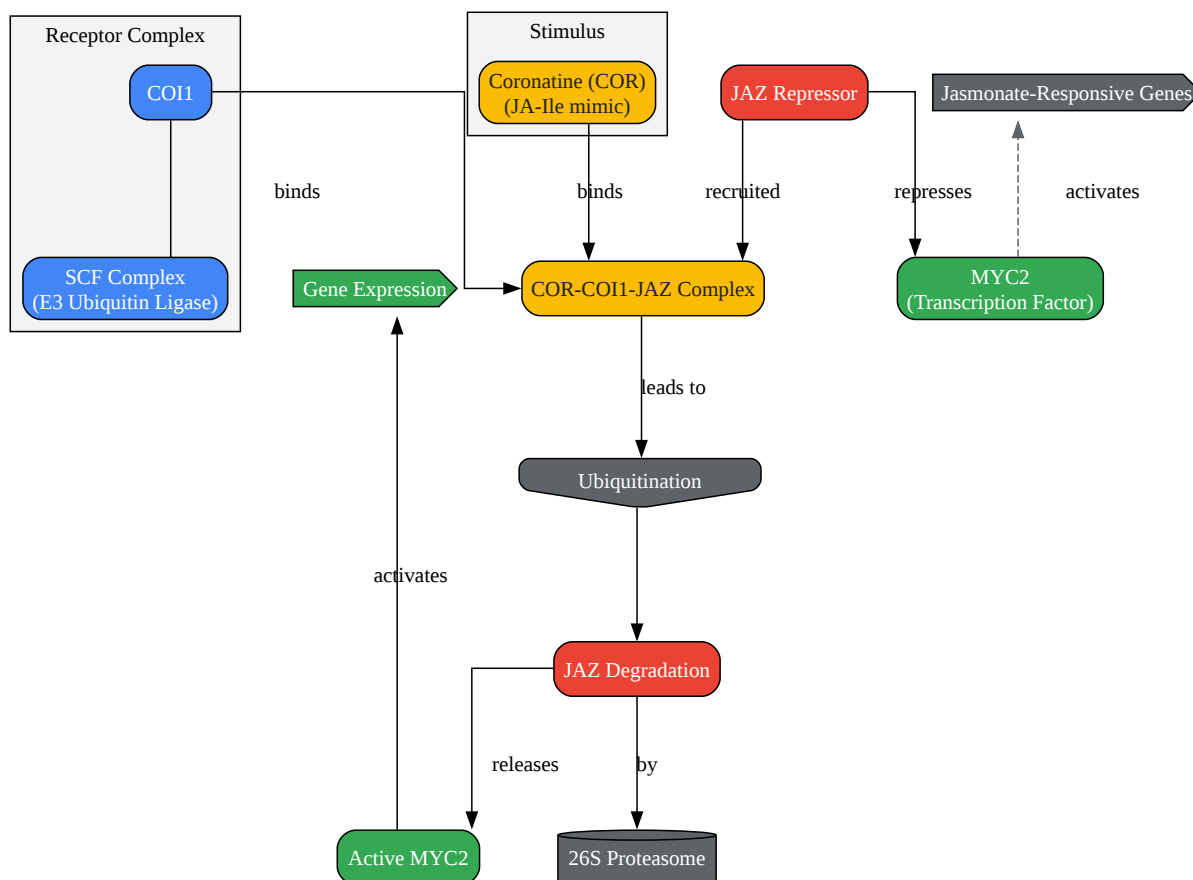 Receptor Complex
Stimulus
COI1
Coronatine (COR)
(JA-Ile mimic)
JAZ Repressor
Jasmonate-Responsive Genes
binds
binds
recruited
represses
activates
SCF Complex
(E3 Ubiquitin Ligase)
Gene Expression
COR-COI1-JAZ Complex
MYC2
(Transcription Factor)
leads to
Ubiquitination
activates
JAZ Degradation
releases
by
Active MYC2
26S Proteasome